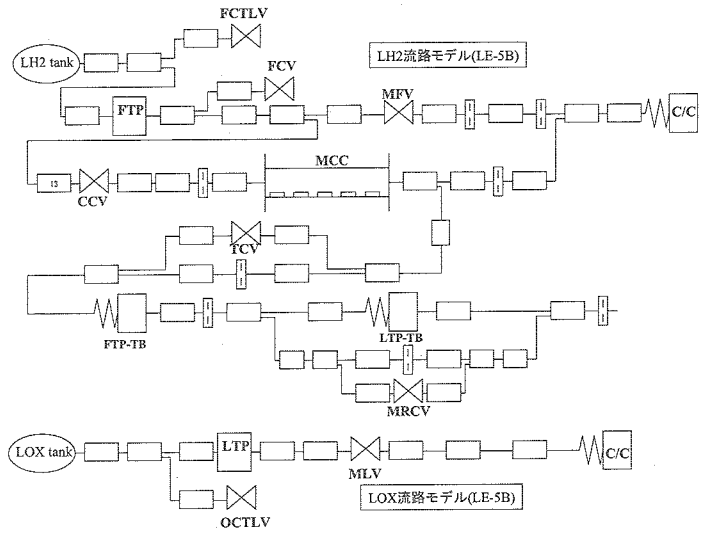 FCTLV
LH2 tank
LH2流路モデル(LE-5B)
FCV
FTP
MFV
C/C
MCC
13
CCV
TCV
FTP-TB
LTP-TB
MRCV
LOX tank
LTP
MLV
C/C
OCTLV
LOX流路モデル(LE-5B)